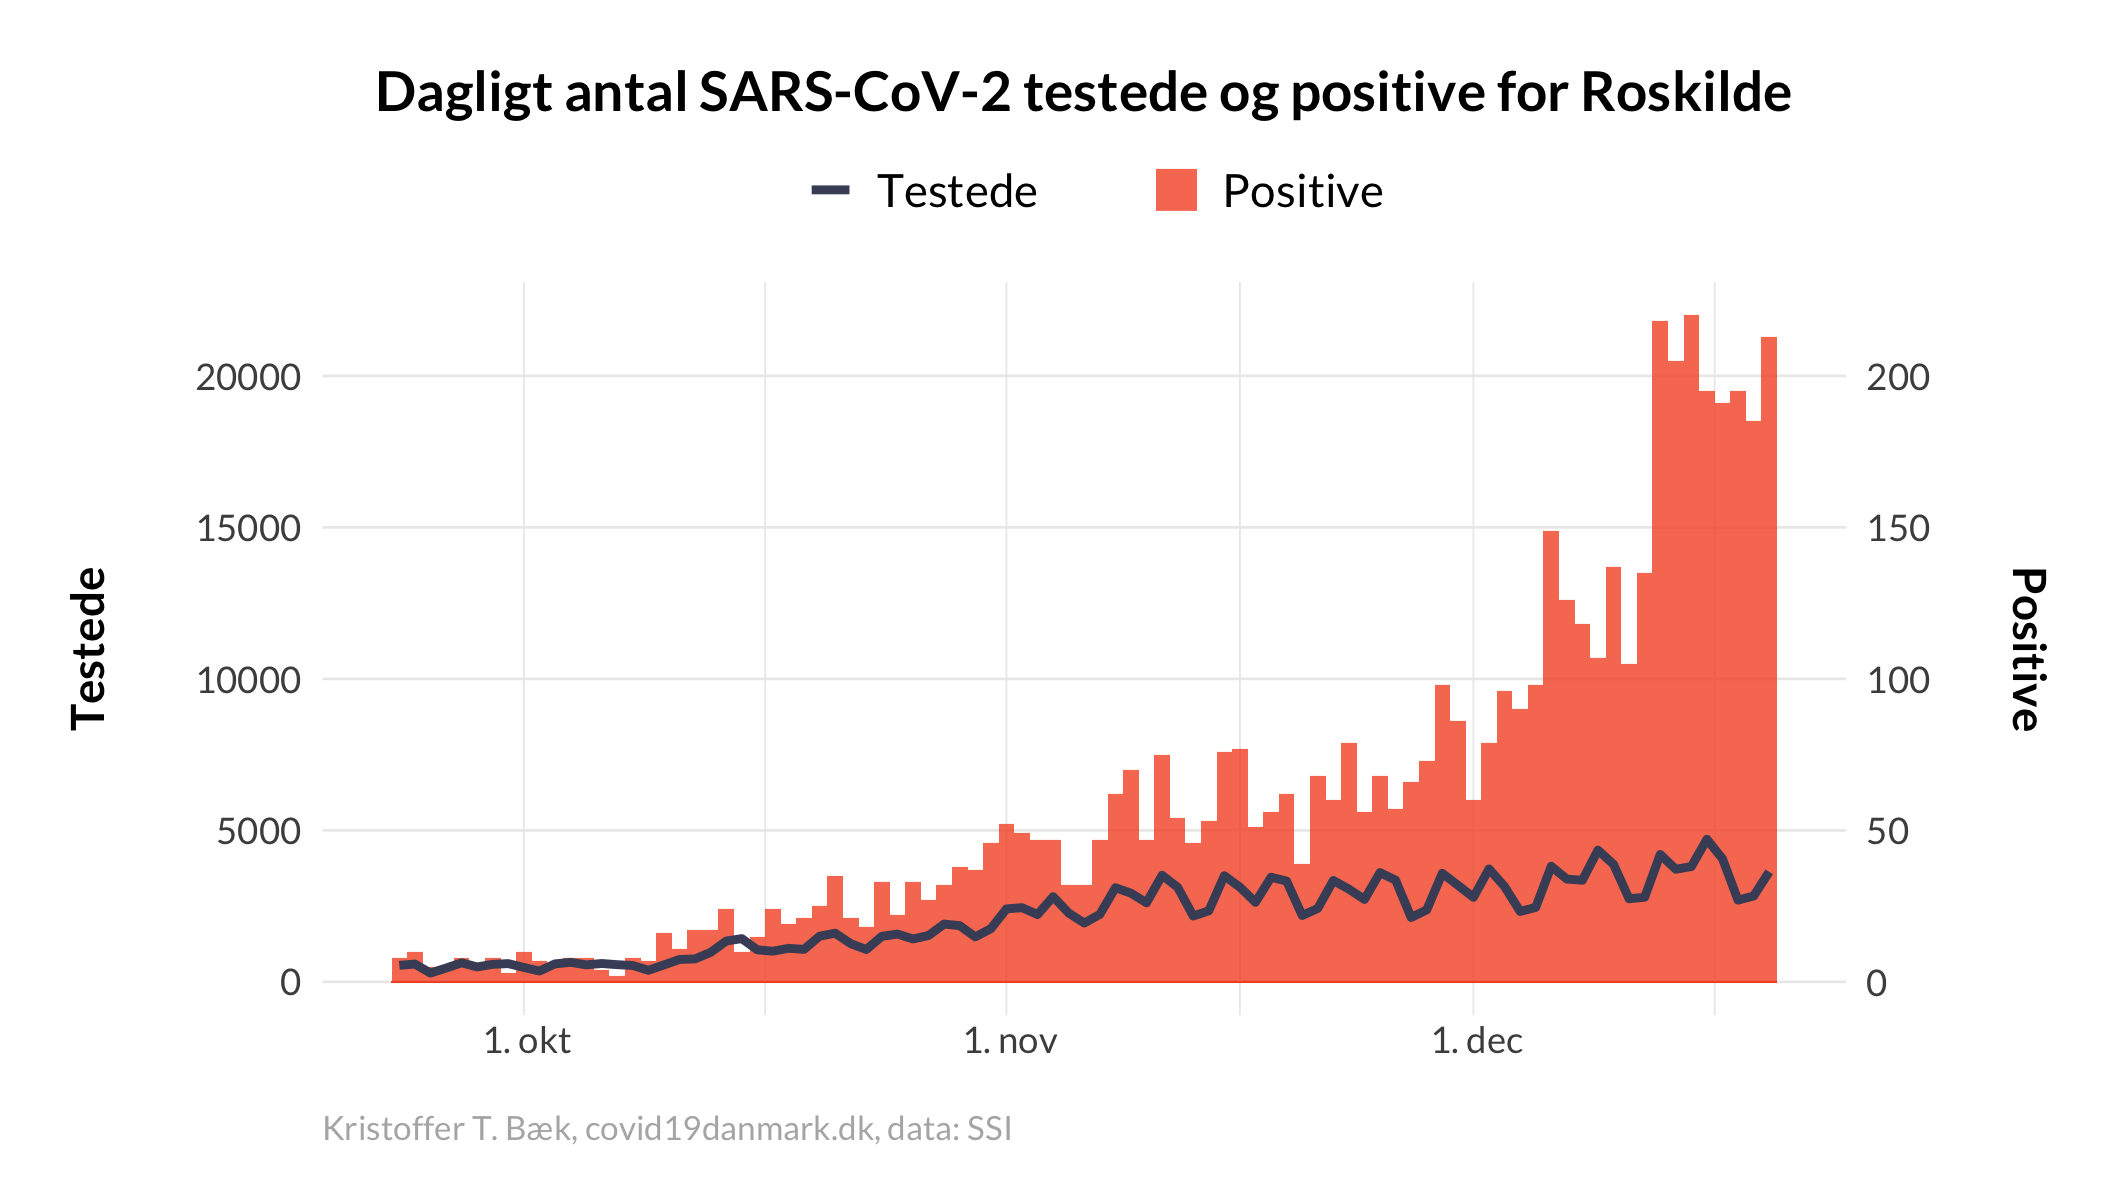 Dagligt antal SARS-CoV-2 testede og positive for Roskilde
Testede
Positive
20000
15000
10000
5000
0
Testede
200
150
100
50
0
Positive
1. okt
1. nov
1. dec
Kristoffer T. Bæk, covid19danmark.dk, data: SSI